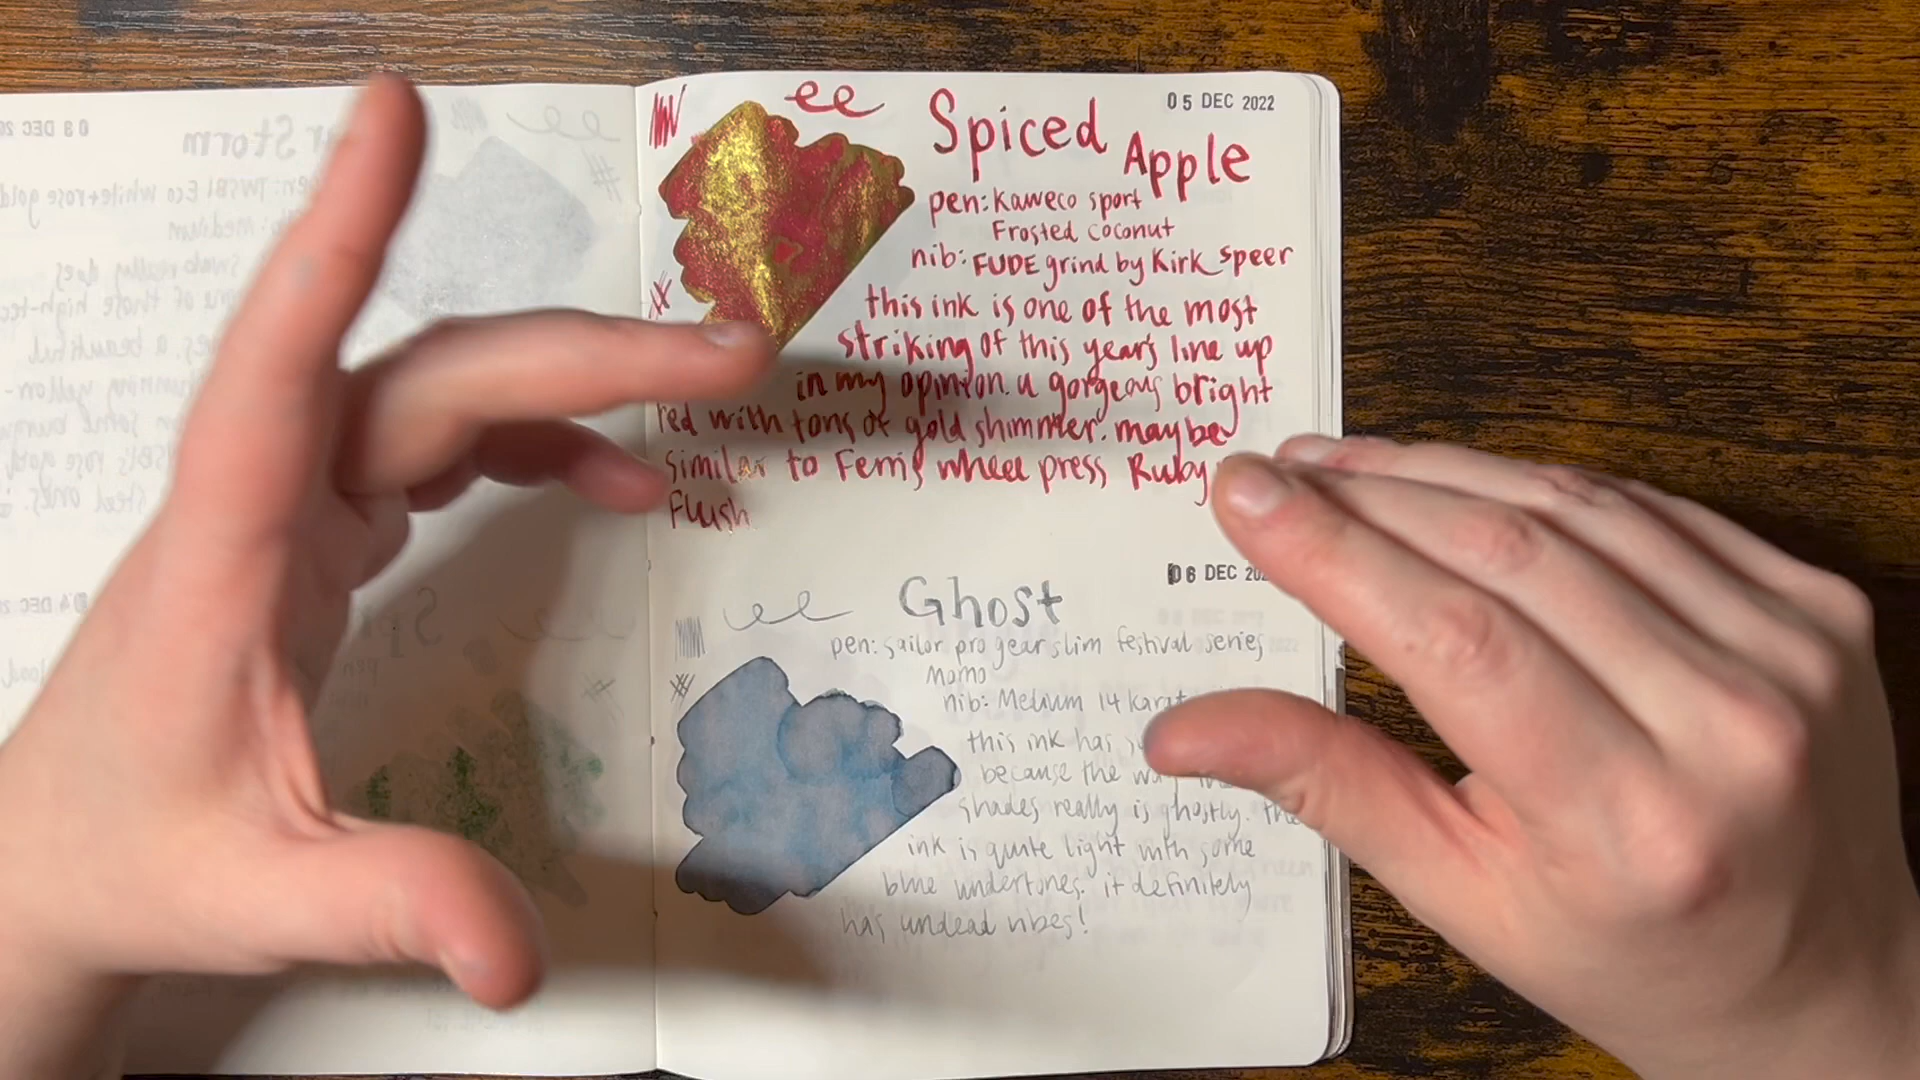 05 DEC 2022
Spiced
Apple
pen: Kaweco sport
Frosted coconut
nib: FUDE grind by Kirk Speer
this ink is one of the most
striking of this year's line up
in my opinion. a gorgeous bright
red with tons of gold shimmer. maybe
similar to Ferris wheel press Ruby
Flush
06 DEC
Ghost
pen: sailor pro gear slim festival series
Momo
nib: Medium 14 karat
this ink has
because the
shades really is ghostly. the
ink is quite light with some
blue undertones. it definitely
has undead vibes!